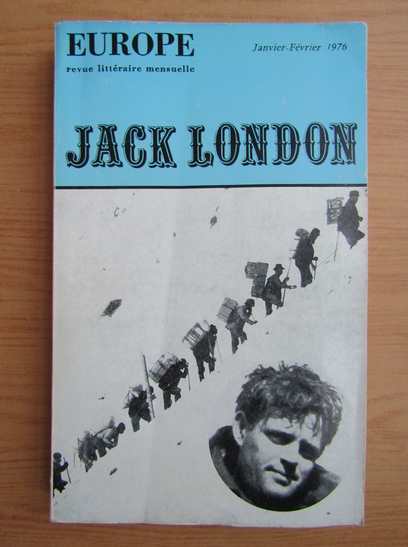 EUROPE
Janvier-Février 1976
revue littéraire mensuelle
JACK LONDON